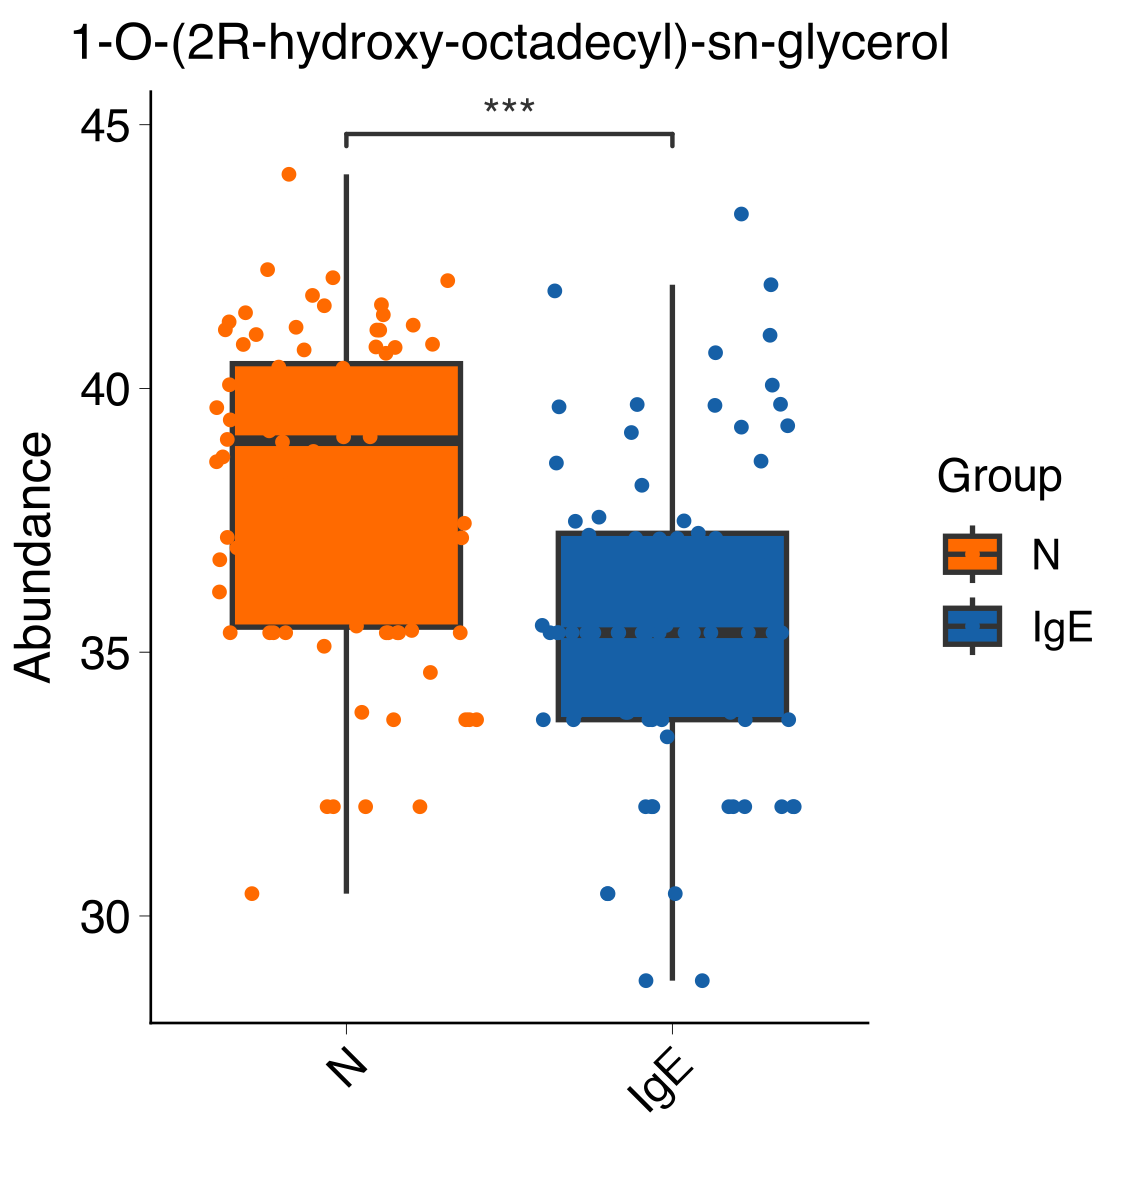 1-O-(2R-hydroxy-octadecyl)-sn-glycerol
***
45
40
35
30
Abundance
N
IgE
Group
N
IgE